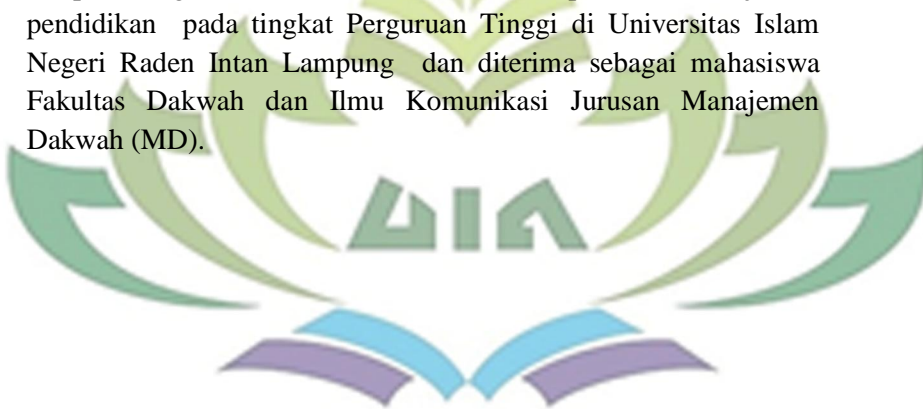 pendidikan pada tingkat Perguruan Tinggi di Universitas Islam
Negeri Raden Intan Lampung dan diterima sebagai mahasiswa
Fakultas Dakwah dan Ilmu Komunikasi Jurusan Manajemen
Dakwah (MD).